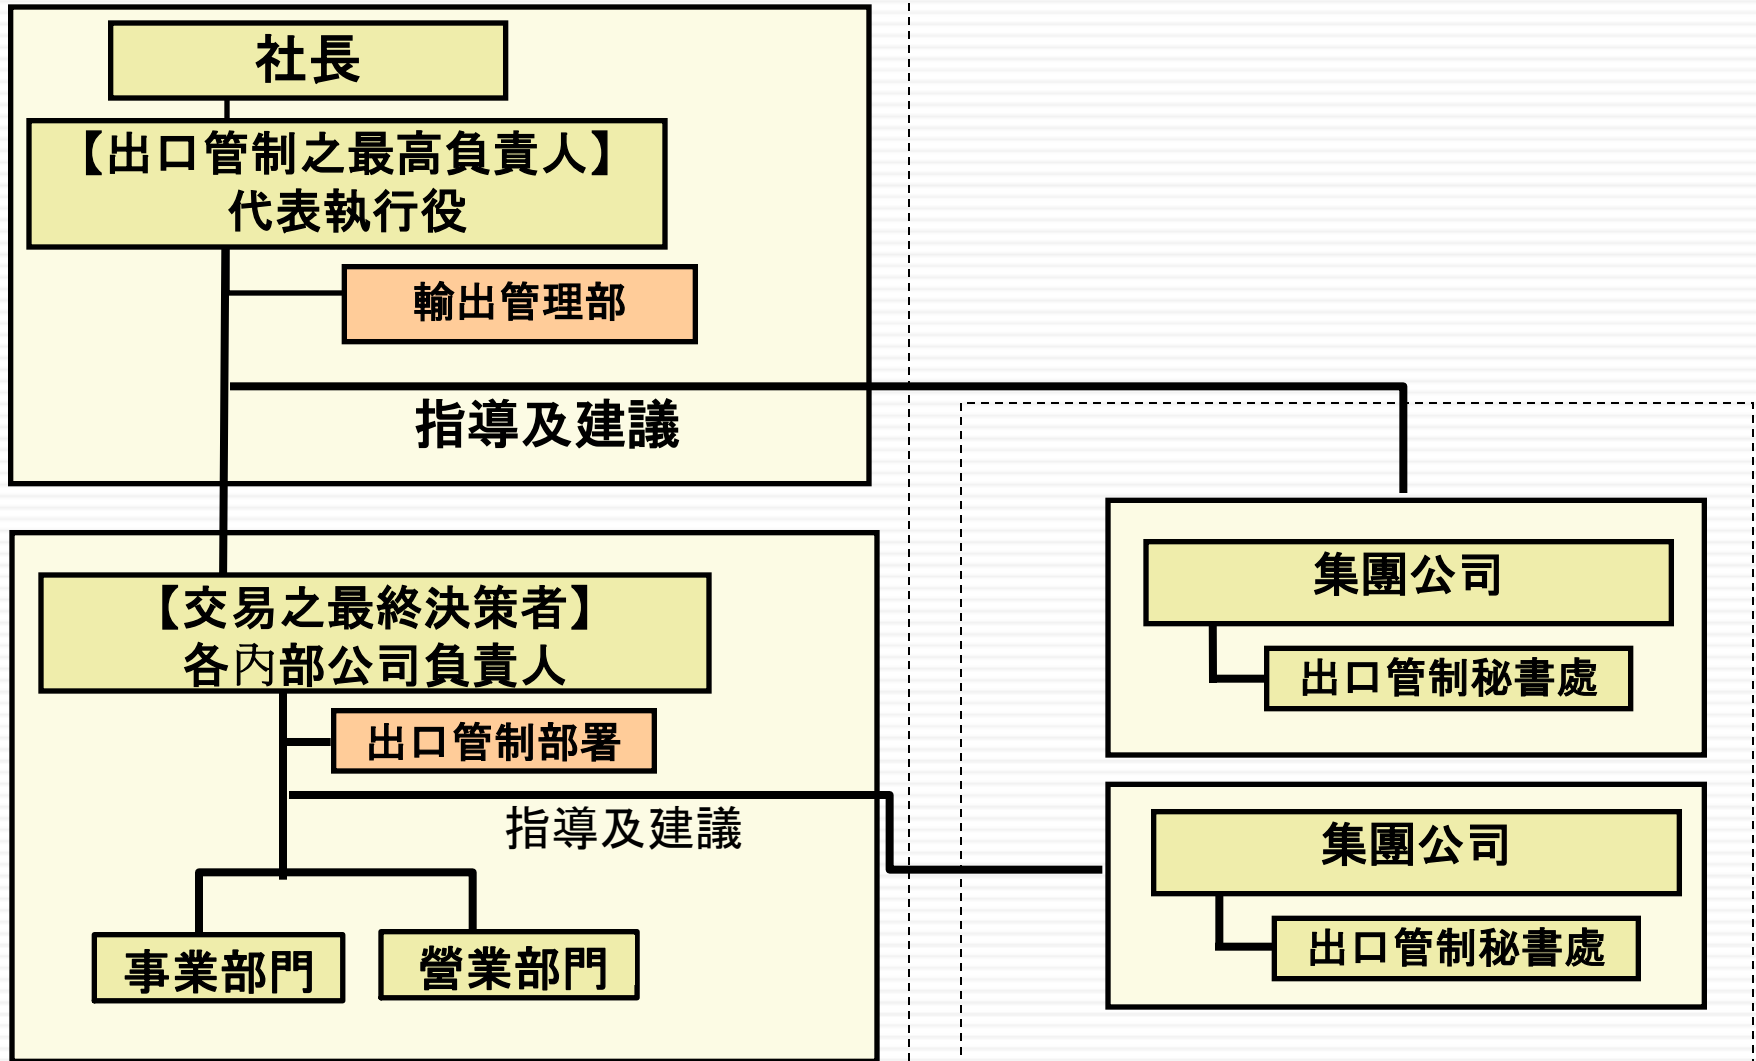 社長
【出口管制之最高負責人】
代表執行役
輸出管理部
指導及建議
【交易之最終決策者】
各內部公司負責人
出口管制部署
指導及建議
事業部門
營業部門
集團公司
出口管制秘書處
集團公司
出口管制秘書處